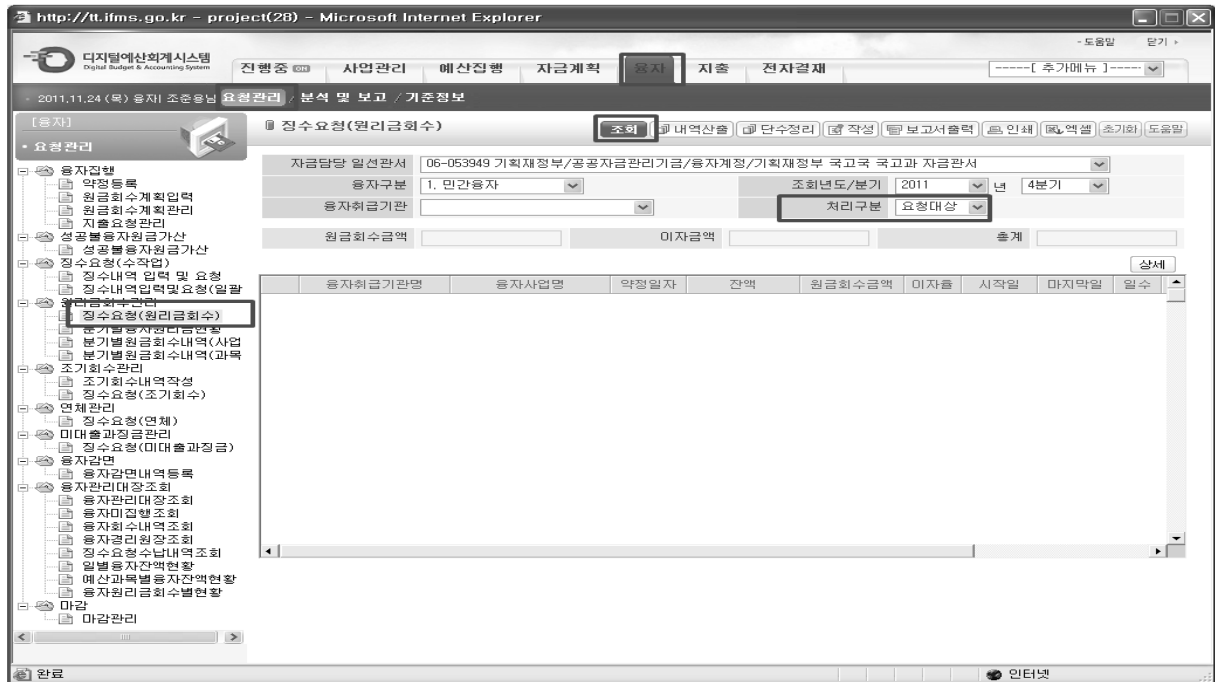 http://tt.ifms.go.kr - project(28) - Microsoft Internet Explorer
- 도움말 닫기
디지털예산회계시스템
Digital Budget & Accounting System
진행중 사업관리 예산집행 자금계획 융자 지출 전자결재
-----[ 추가메뉴 ]-----
2011.11.24 (목) 융자 조준용님 요청관리 / 분석 및 보고 / 기준정보
[융자]
요청관리
징수요청(원리금회수)
조회 내역산출 단수정리 작성 보고서출력 인쇄 엑셀 초기화 도움말
자금담당 일선관서 06-053949 기획재정부/공공자금관리기금/융자계정/기획재정부 국고국 국고과 자금관서
융자구분 1. 민간융자 조회년도/분기 2011 년 4분기
융자취급기관 처리구분 요청대상
원금회수금액 이자금액 총계
상세
융자취급기관명 융자사업명 약정일자 잔액 원금회수금액 이자율 시작일 마지막일 일수
융자집행
약정등록
원금회수계획입력
원금회수계획관리
지출요청관리
성공불융자원금가산
성공불융자원금가산
징수요청(수작업)
징수내역 입력 및 요청
징수내역입력및요청(일괄
원리금회수관리
징수요청(원리금회수)
분기별융자원리금현황
분기별원금회수내역(사업
분기별원금회수내역(과목
조기회수관리
조기회수내역작성
징수요청(조기회수)
연체관리
징수요청(연체)
미대출과징금관리
징수요청(미대출과징금)
융자감면
융자감면내역등록
융자관리대장조회
융자관리대장조회
융자미집행조회
융자회수내역조회
융자경리원장조회
징수요청수납내역조회
일별융자잔액현황
예산과목별융자잔액현황
융자원리금회수별현황
마감
마감관리
완료
인터넷